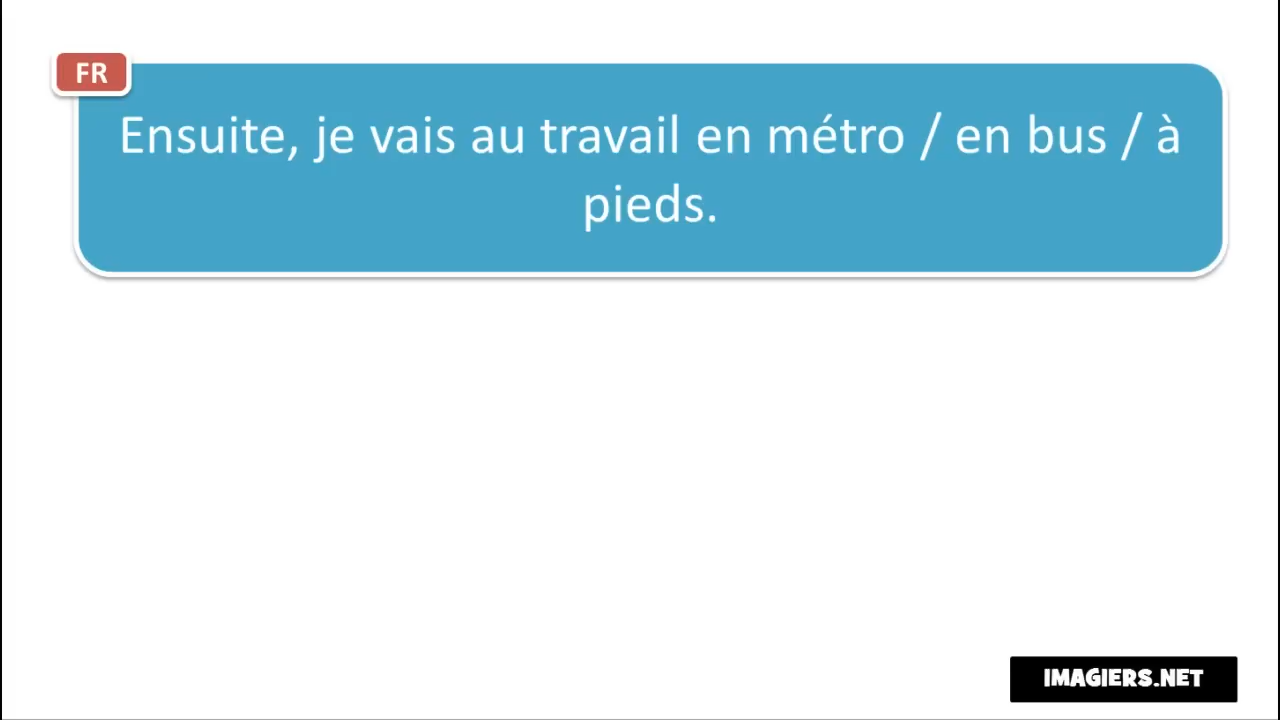 FR
Ensuite, je vais au travail en métro / en bus / à
pieds.
IMAGIERS.NET